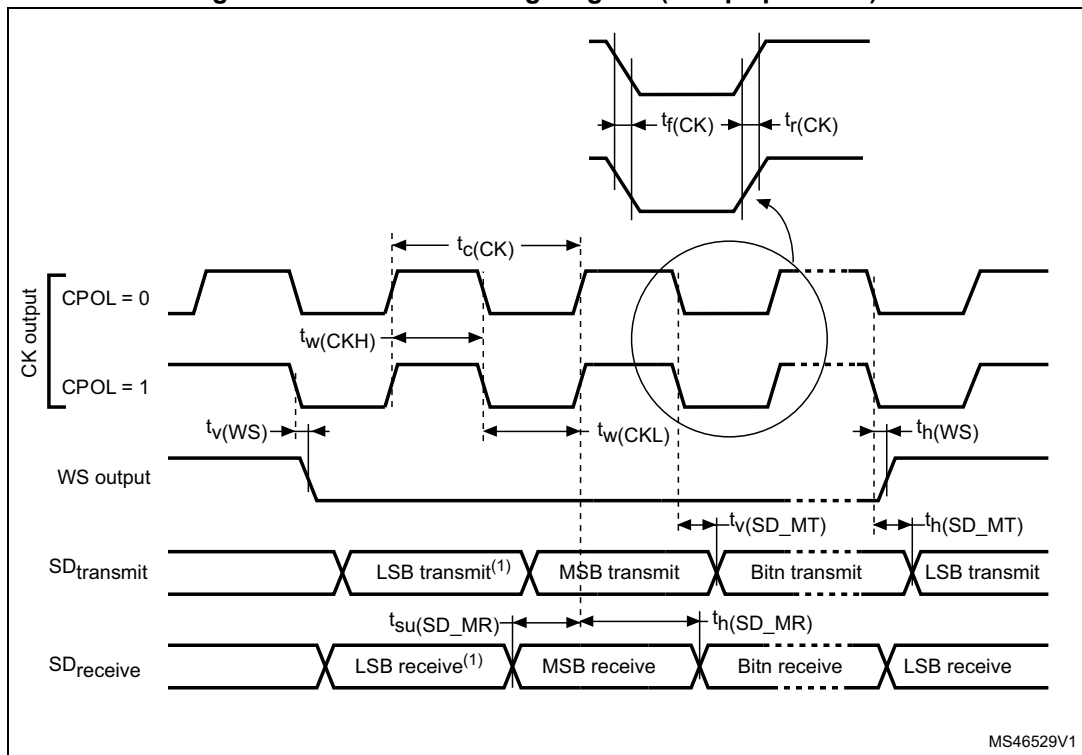 tf(CK)
tr(CK)
tc(CK)
CK output
CPOL = 0
tw(CKH)
CPOL = 1
tv(WS)
tw(CKL)
th(WS)
WS output
tv(SD_MT)
th(SD_MT)
SDtransmit
LSB transmit(1)
MSB transmit
Bitn transmit
LSB transmit
tsu(SD_MR)
th(SD_MR)
SDreceive
LSB receive(1)
MSB receive
Bitn receive
LSB receive
MS46529V1